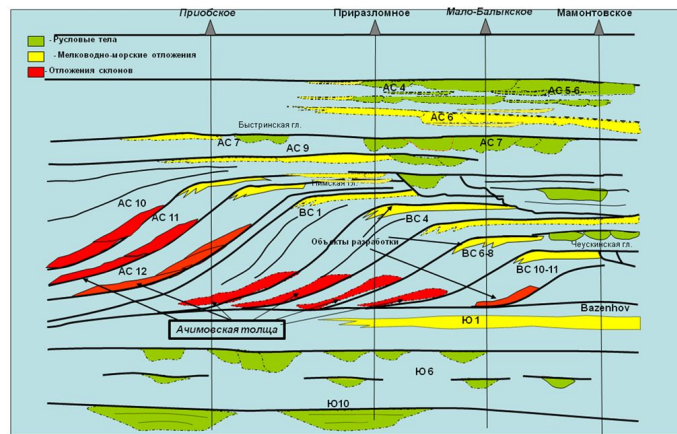 Приобское
Приразломное
Мало-Балыкское
Мамонтовское
- Русловые тела
- Мелководно-морские отложения
- Отложения склонов
АС 4
АС 5-6
АС 6
Быстринская гл.
АС 7
АС 7
АС 9
Пимская гл.
АС 10
АС 11
ВС 1
ВС 4
Объекты разработки
ВС 6-8
Чеускинская гл.
АС 12
ВС 10-11
Bazenhov
Ачимовская толща
Ю 1
Ю 6
Ю10